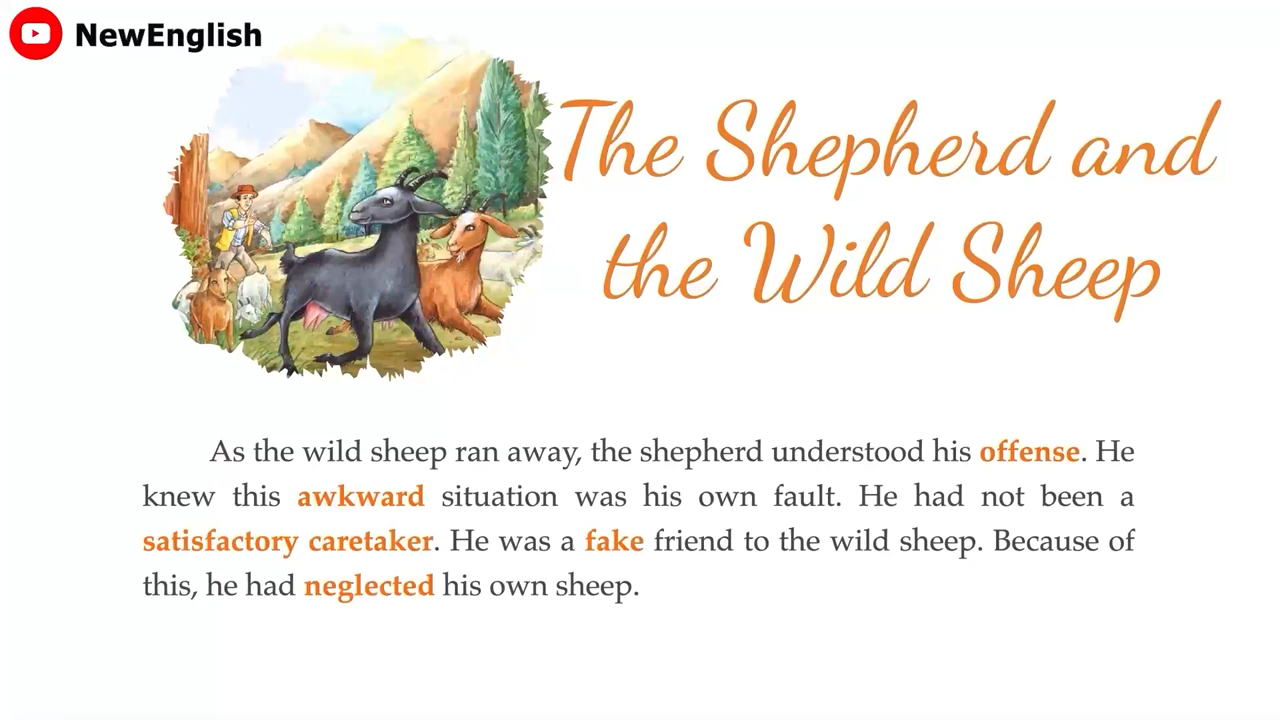 NewEnglish
The Shepherd and
the Wild Sheep
As the wild sheep ran away, the shepherd understood his offense. He
knew this awkward situation was his own fault. He had not been a
satisfactory caretaker. He was a fake friend to the wild sheep. Because of
this, he had neglected his own sheep.